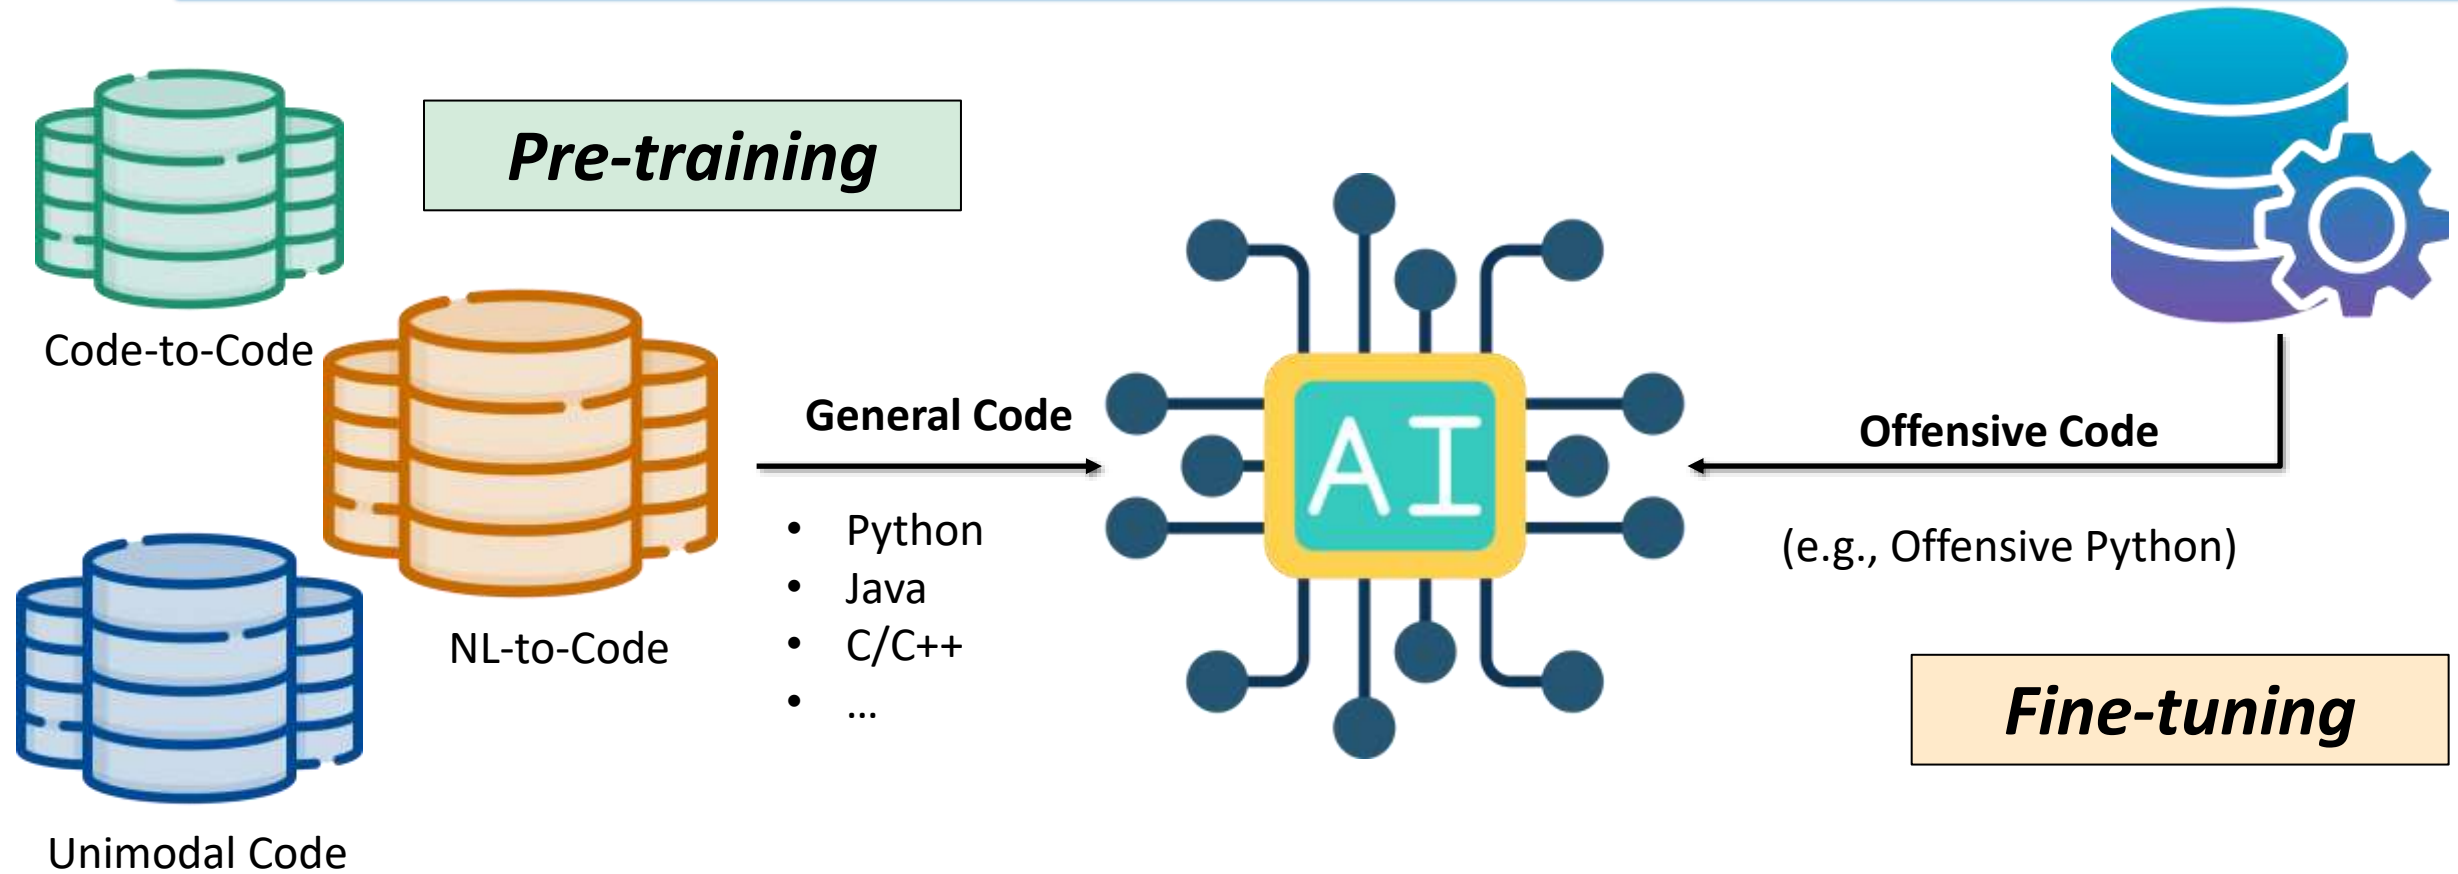 Pre-training
Code-to-Code
NL-to-Code
Unimodal Code
General Code
• Python
• Java
• C/C++
• ...
AI
Offensive Code
(e.g., Offensive Python)
Fine-tuning